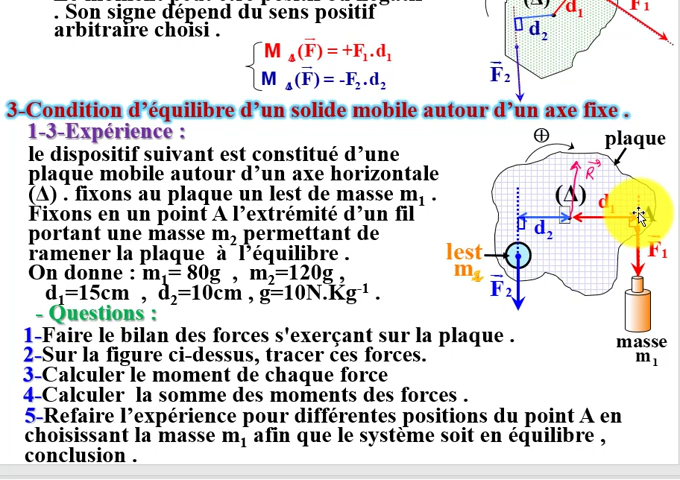 . Son signe dépend du sens positif
arbitraire choisi .
M Δ(F⃗) = +F₁.d₁
M Δ(F⃗) = -F₂.d₂
d₁
F₁
d₂
F⃗₂
3-Condition d’équilibre d’un solide mobile autour d’un axe fixe .
1-3-Expérience :
le dispositif suivant est constitué d’une
plaque mobile autour d’un axe horizontale
(Δ) . fixons au plaque un lest de masse m₁ .
Fixons en un point A l’extrémité d’un fil
portant une masse m₂ permettant de
ramener la plaque à l’équilibre .
On donne : m₁= 80g , m₂=120g ,
d₁=15cm , d₂=10cm , g=10N.Kg⁻¹ .
⊕
plaque
R⃗
(Δ)
d₁
A
d₂
lest
F⃗₁
F⃗₂
masse
m₁
- Questions :
1-Faire le bilan des forces s'exerçant sur la plaque .
2-Sur la figure ci-dessus, tracer ces forces.
3-Calculer le moment de chaque force
4-Calculer la somme des moments des forces .
5-Refaire l’expérience pour différentes positions du point A en
choisissant la masse m₁ afin que le système soit en équilibre ,
conclusion .